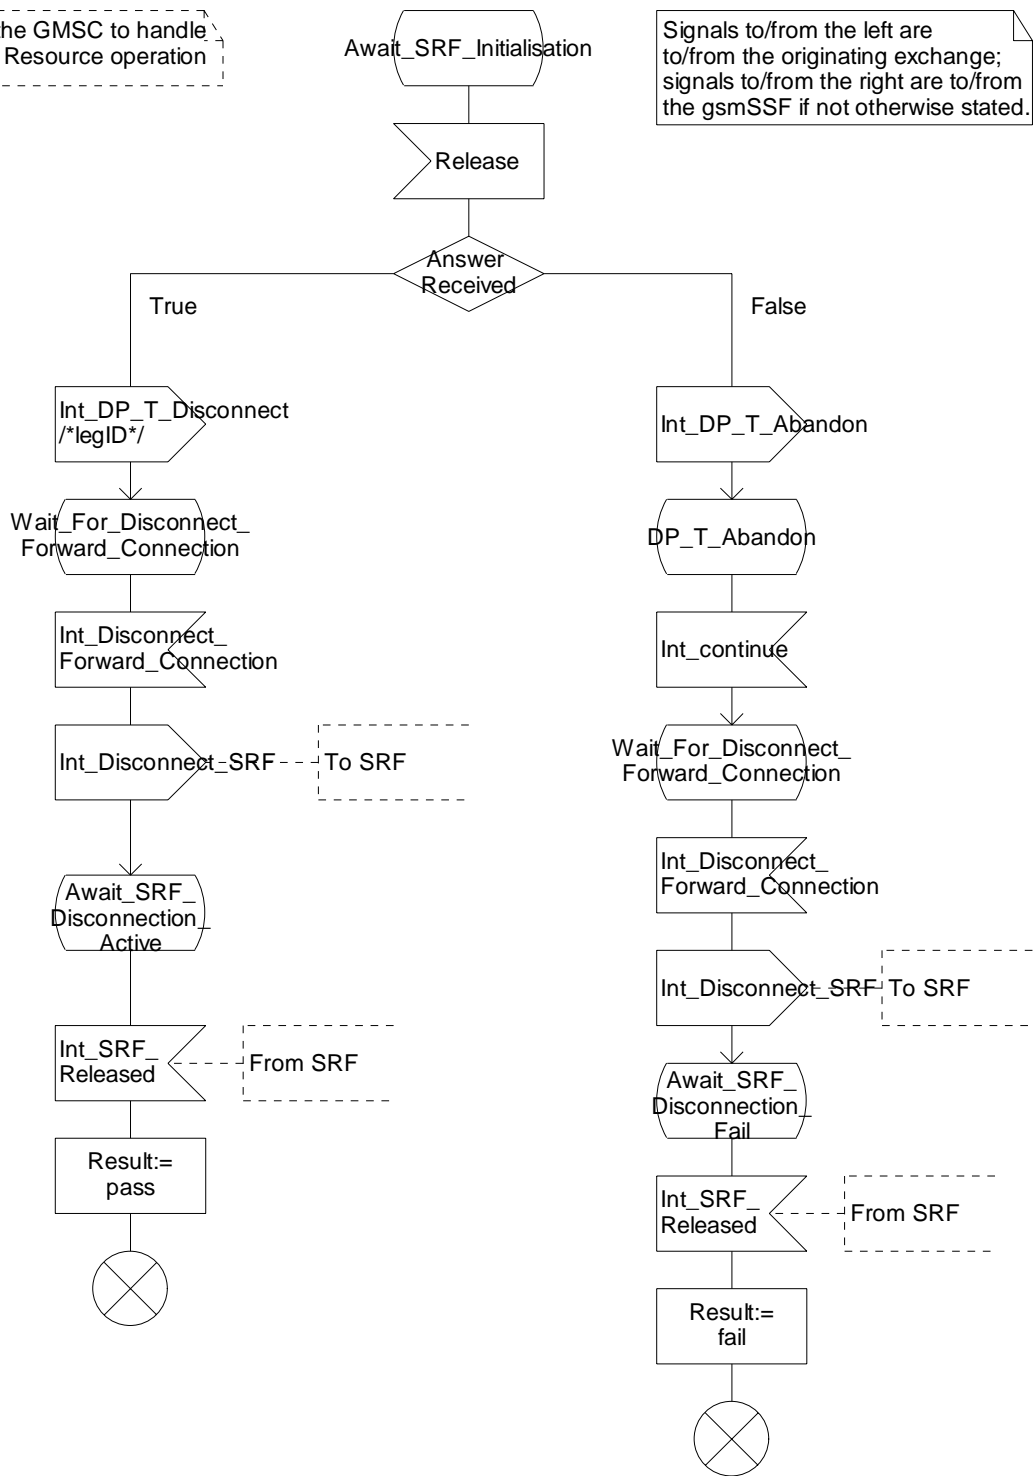 the GMSC to handle
Resource operation
Await_SRF_Initialisation
Signals to/from the left are
to/from the originating exchange;
signals to/from the right are to/from
the gsmSSF if not otherwise stated.
Release
Answer
Received
True
False
Int_DP_T_Disconnect
/*legID*/
Int_DP_T_Abandon
Wait_For_Disconnect_
Forward_Connection
DP_T_Abandon
Int_Disconnect_
Forward_Connection
Int_continue
Int_Disconnect_SRF
To SRF
Wait_For_Disconnect_
Forward_Connection
Await_SRF_
Disconnection_
Active
Int_Disconnect_
Forward_Connection
Int_Disconnect_SRF
To SRF
Int_SRF_
Released
From SRF
Await_SRF_
Disconnection_
Fail
Result:=
pass
Int_SRF_
Released
From SRF
Result:=
fail